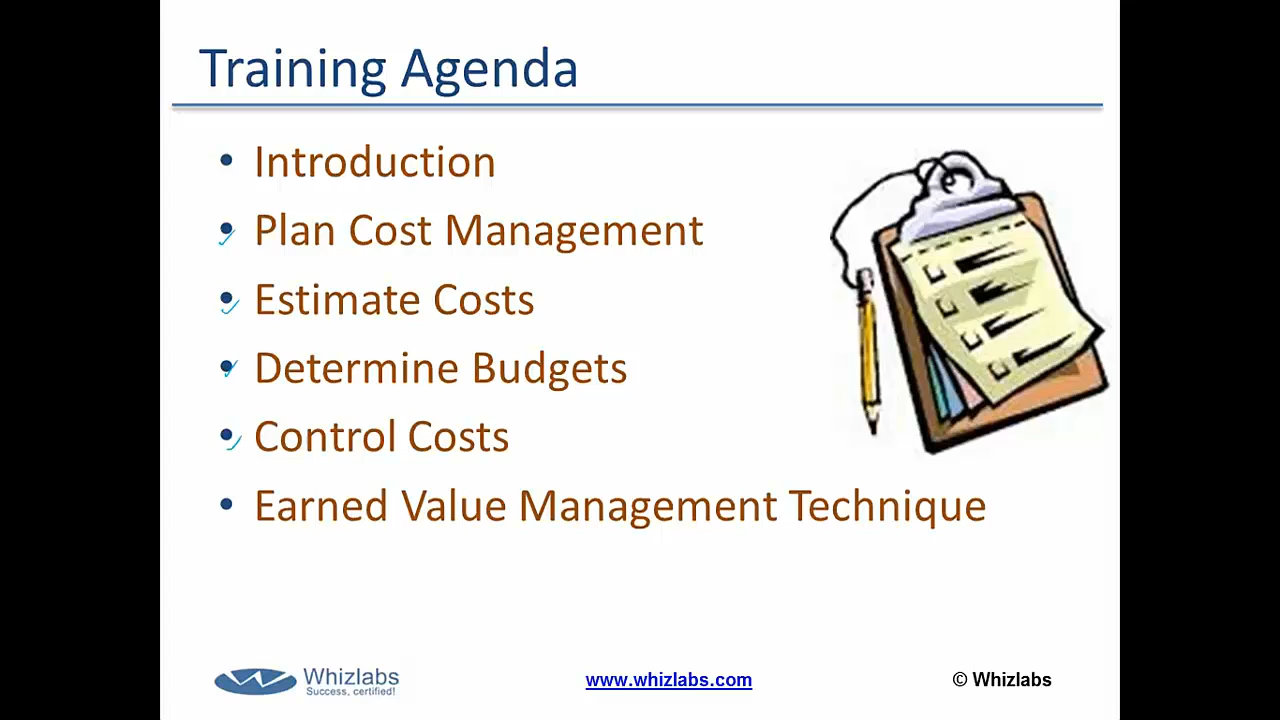 Training Agenda
• Introduction
• Plan Cost Management
• Estimate Costs
• Determine Budgets
• Control Costs
• Earned Value Management Technique
Whizlabs
Success, certified!
www.whizlabs.com
© Whizlabs